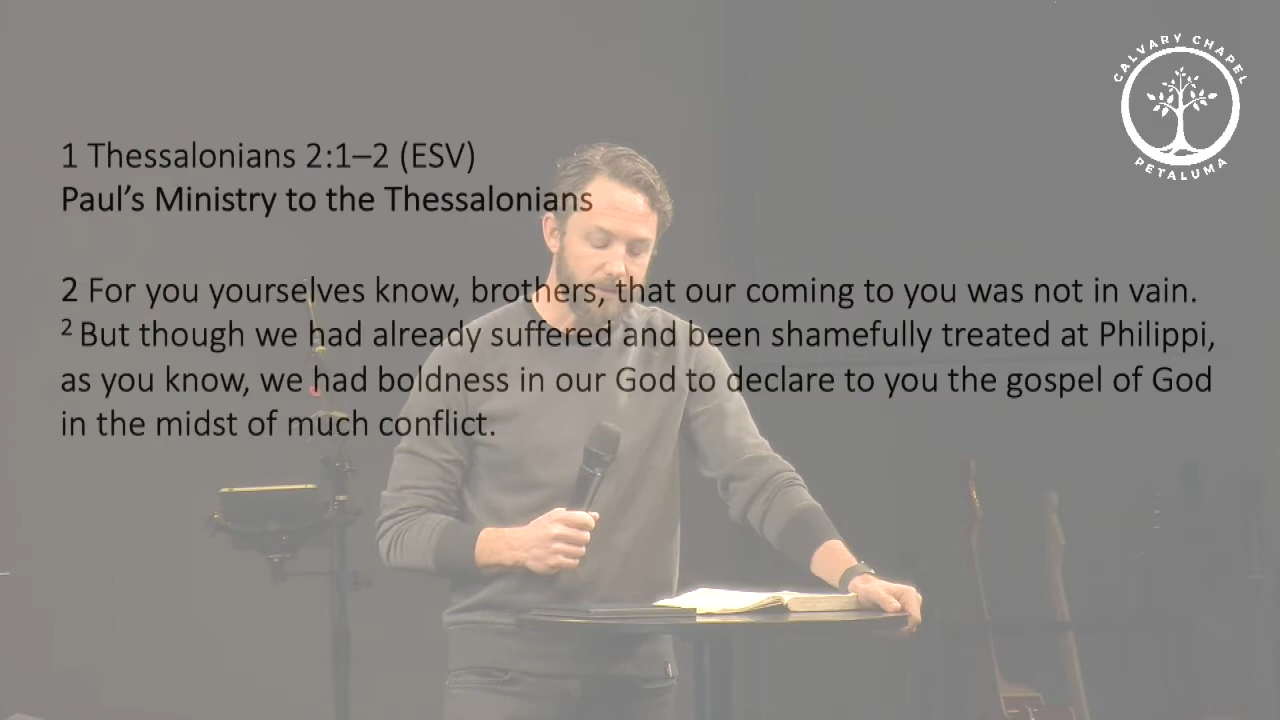 CALVARY CHAPEL
PETALUMA
1 Thessalonians 2:1–2 (ESV)
Paul’s Ministry to the Thessalonians
2 For you yourselves know, brothers, that our coming to you was not in vain.
² But though we had already suffered and been shamefully treated at Philippi,
as you know, we had boldness in our God to declare to you the gospel of God
in the midst of much conflict.